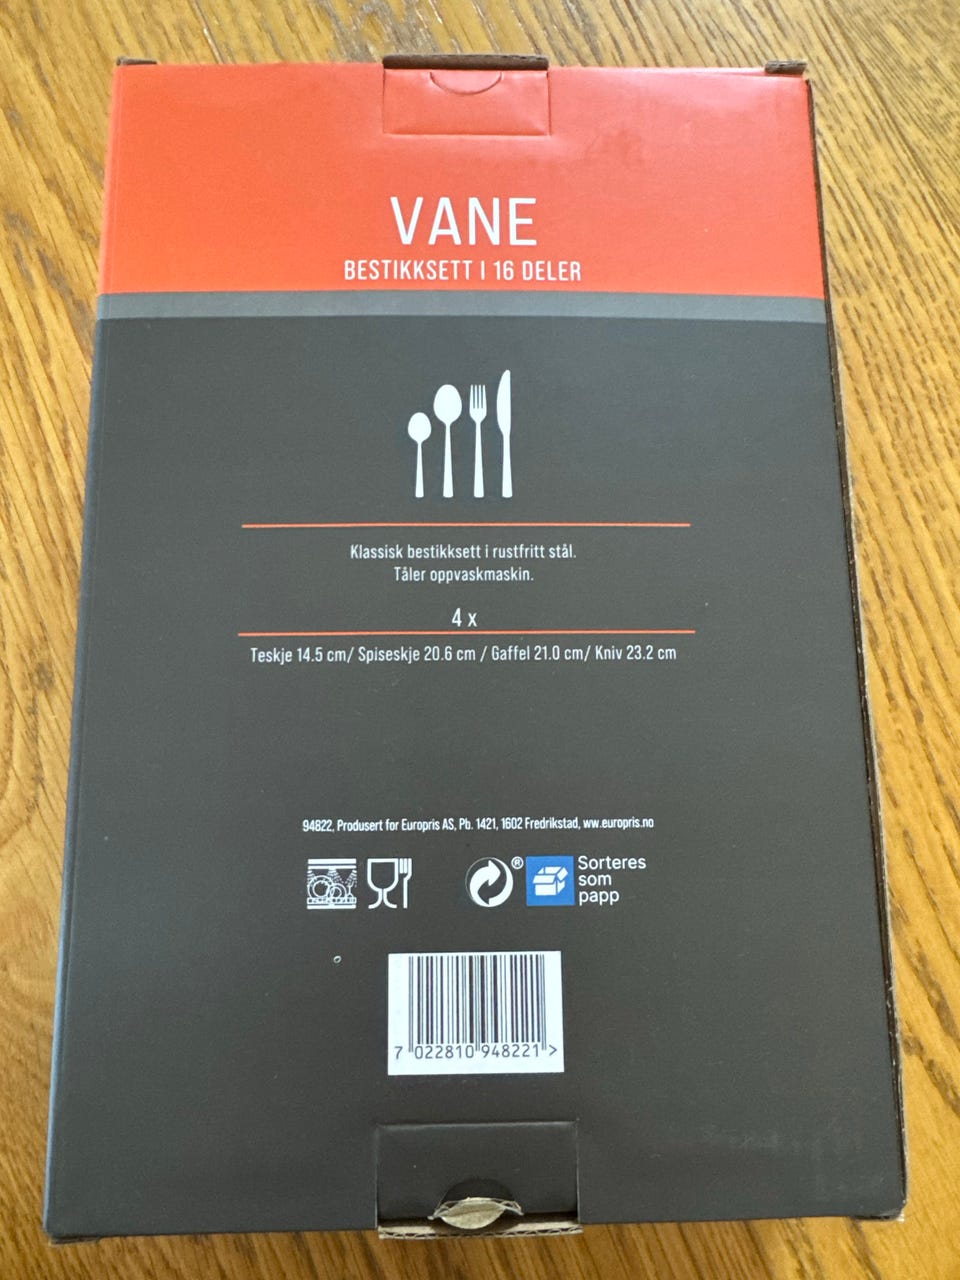 VANE
BESTIKKSETT I 16 DELER
Klassisk bestikksett i rustfritt stål.
Tåler oppvaskmaskin.
4 x
Teskje 14.5 cm/ Spiseskje 20.6 cm / Gaffel 21.0 cm/ Kniv 23.2 cm
94822, Produsert for Europris AS, Pb. 1421, 1602 Fredrikstad, ww.europris.no
®
Sorteres
som
papp
7 022810 948221 >